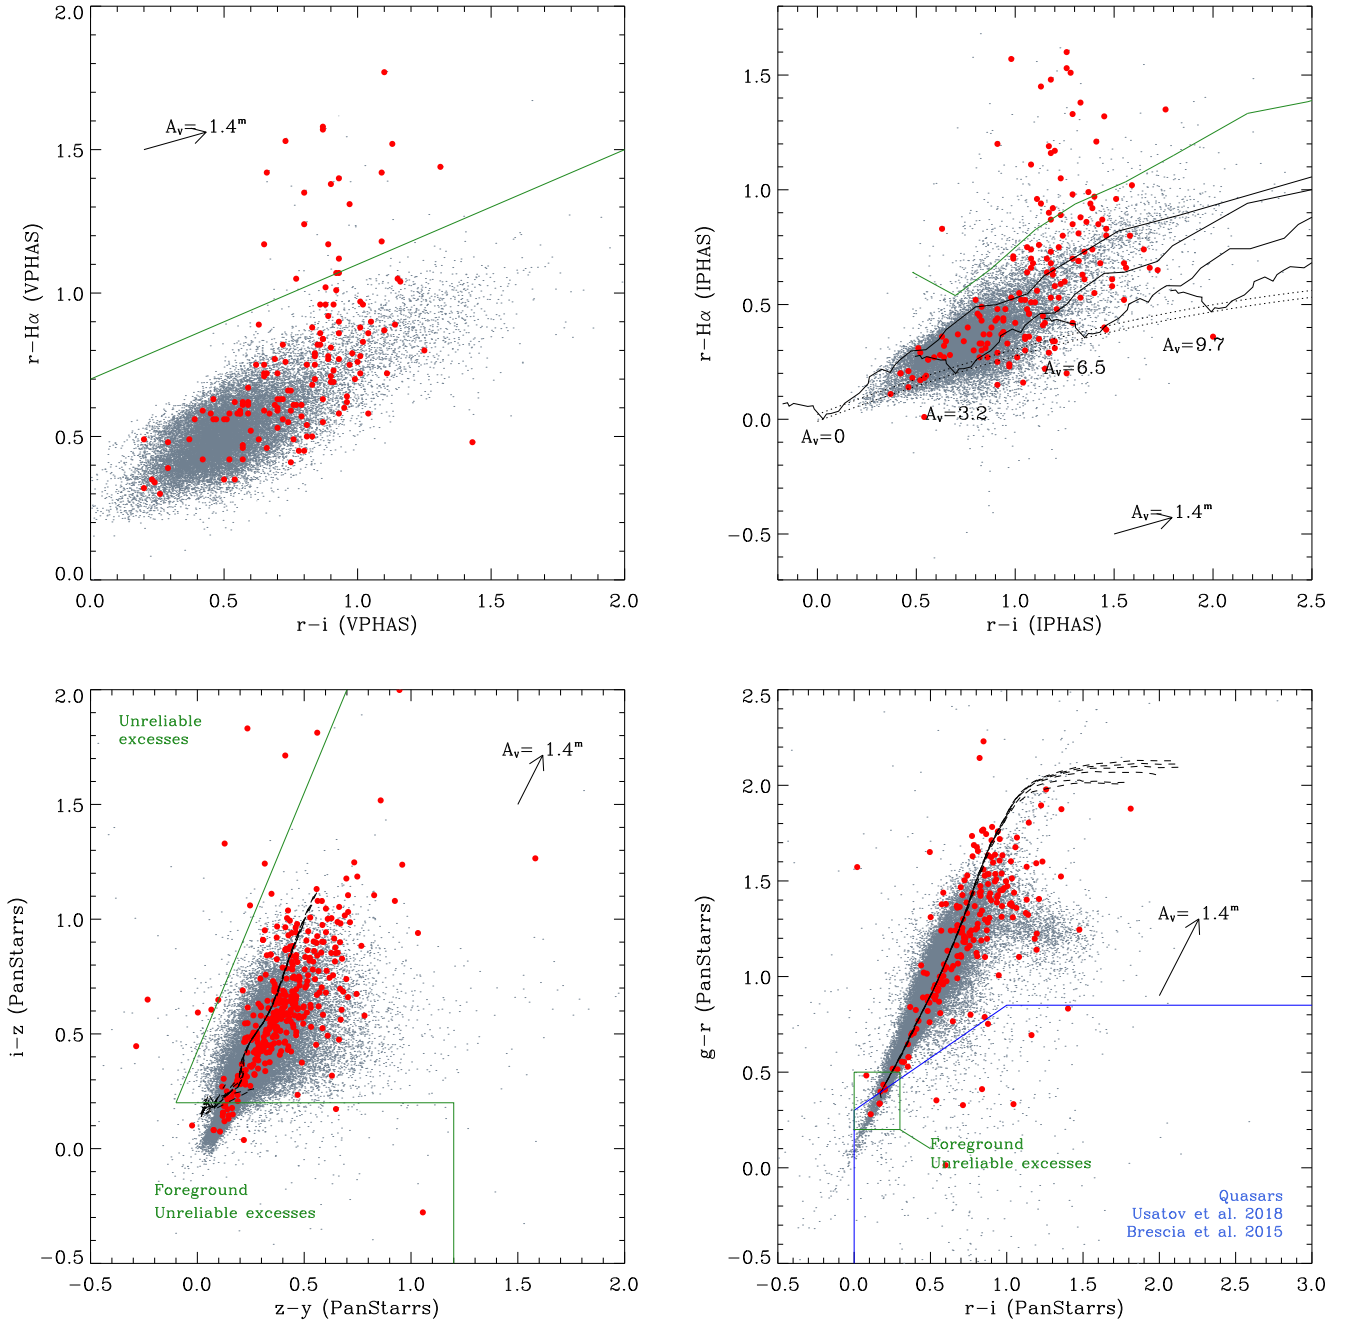 2.0
1.5
1.0
0.5
0.0
r-Hα (VPHAS)
Av= 1.4m
0.0 0.5 1.0 1.5 2.0
r-i (VPHAS)
1.5
1.0
0.5
0.0
-0.5
r-Hα (IPHAS)
Av=9.7
Av=6.5
Av=3.2
Av=0
Av= 1.4m
0.0 0.5 1.0 1.5 2.0 2.5
r-i (IPHAS)
2.0
1.5
1.0
0.5
0.0
-0.5
i-z (PanStarrs)
Unreliable
excesses
Av= 1.4m
Foreground
Unreliable excesses
-0.5 0.0 0.5 1.0 1.5 2.0
z-y (PanStarrs)
2.5
2.0
1.5
1.0
0.5
0.0
-0.5
g-r (PanStarrs)
Av= 1.4m
Foreground
Unreliable excesses
Quasars
Usatov et al. 2018
Brescia et al. 2015
-0.5 0.0 0.5 1.0 1.5 2.0 2.5 3.0
r-i (PanStarrs)